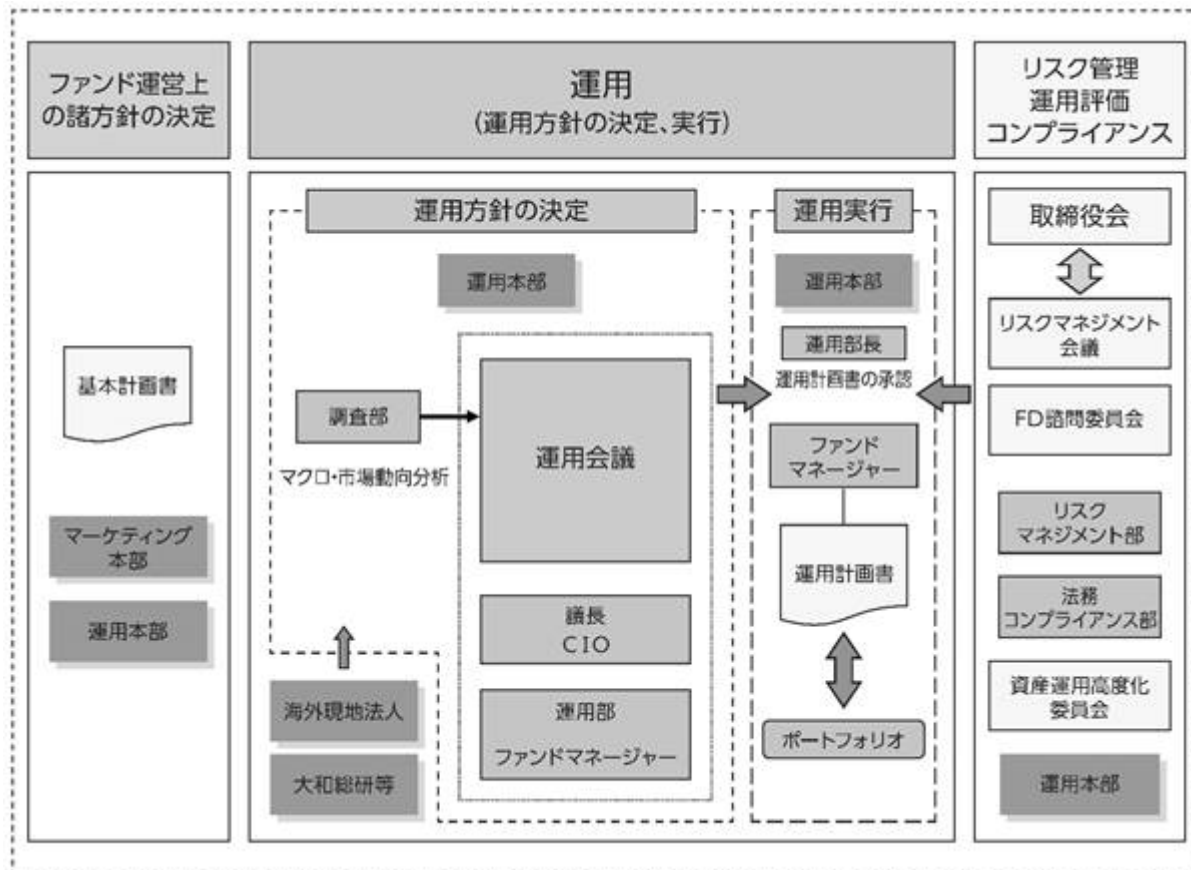 ファンド運営上
の諸方針の決定
運用
(運用方針の決定、実行)
リスク管理
運用評価
コンプライアンス
基本計画書
マーケティング
本部
運用本部
運用方針の決定
運用本部
調査部
マクロ・市場動向分析
運用会議
議長
CIO
運用部
ファンドマネージャー
海外現地法人
大和総研等
運用実行
運用本部
運用部長
運用計画書の承認
ファンド
マネージャー
運用計画書
ポートフォリオ
取締役会
リスクマネジメント
会議
FD諮問委員会
リスク
マネジメント部
法務
コンプライアンス部
資産運用高度化
委員会
運用本部